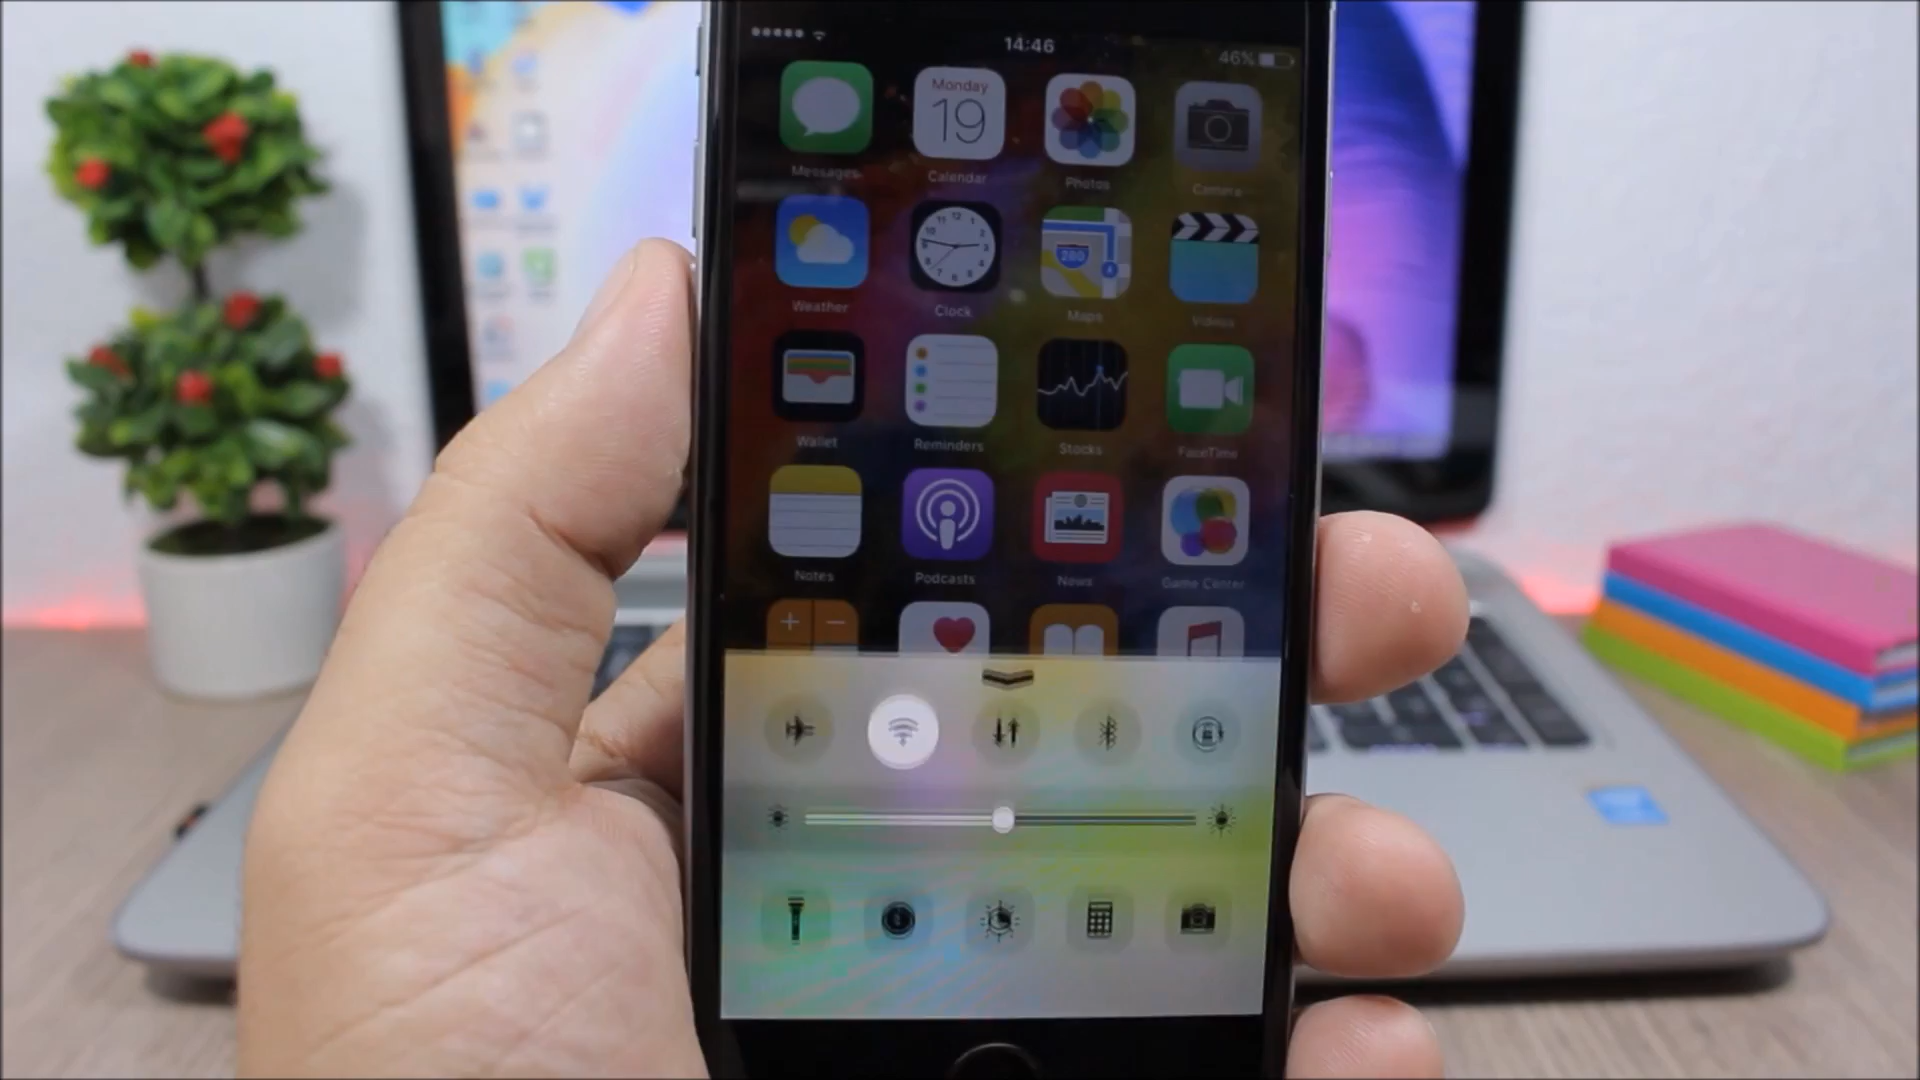 14:46
46%
Monday
19
Messages
Calendar
Photos
Camera
Weather
Clock
Maps
Videos
280
Wallet
Reminders
Stocks
FaceTime
Notes
Podcasts
News
Game Center